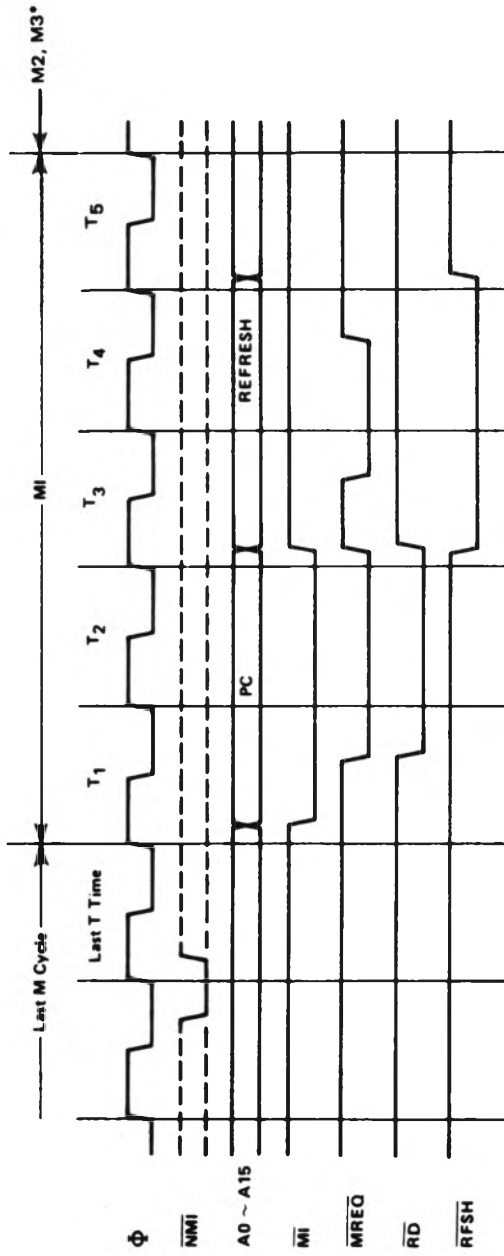 Last M Cycle MI M2, M3*
Last T Time T1 T2 T3 T4 T5
Φ
NMI
A0 ~ A15 PC REFRESH
MI
MREQ
RD
RFSH